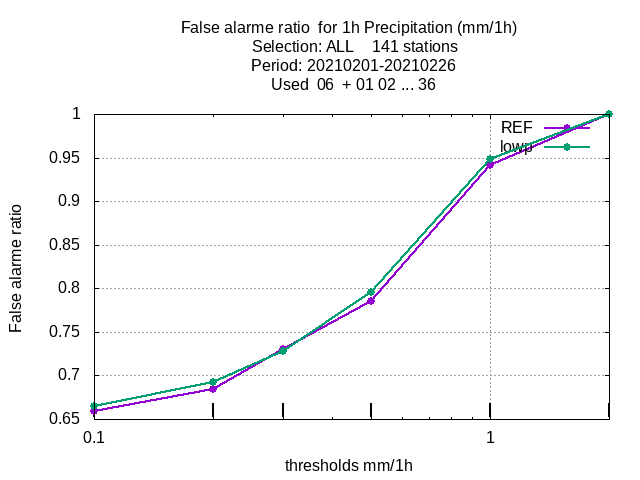 False alarme ratio  for 1h Precipitation (mm/1h)
Selection: ALL    141 stations
Period: 20210201-20210226
Used  06  + 01 02 ... 36
1
0.95
0.9
0.85
0.8
0.75
0.7
0.65
False alarme ratio
REF
lowp
0.1
1
thresholds mm/1h